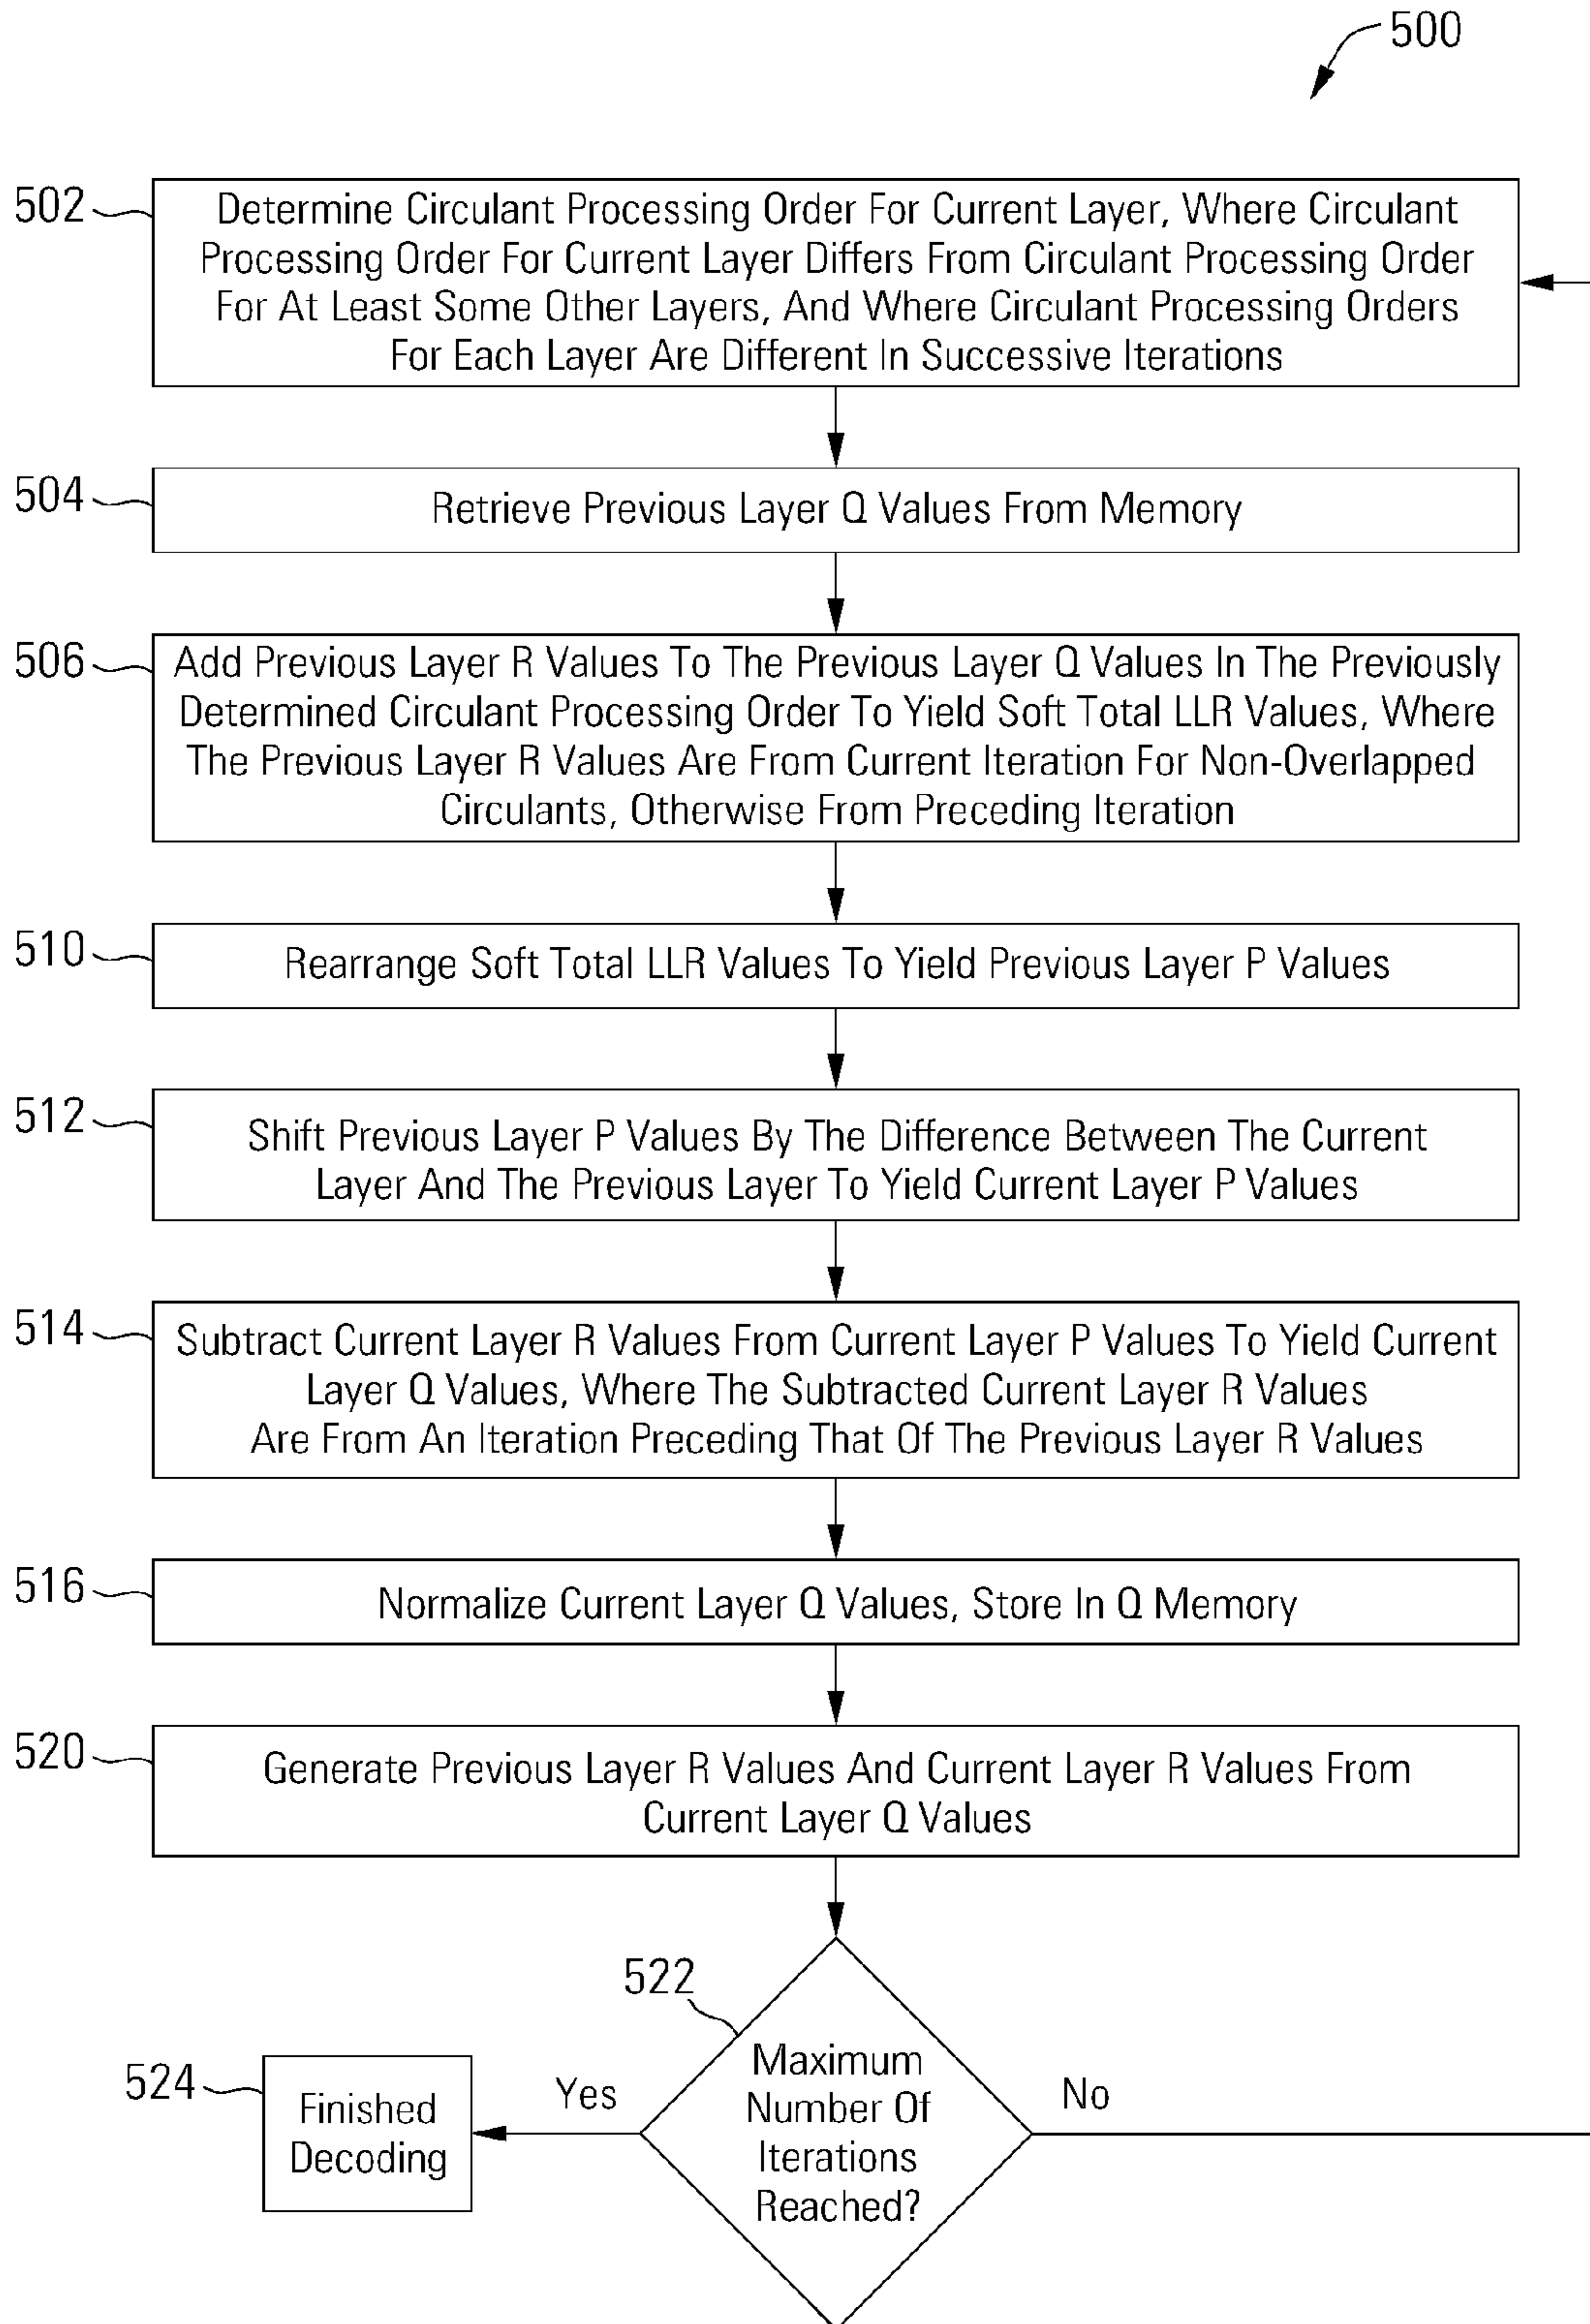 500
502
Determine Circulant Processing Order For Current Layer, Where Circulant
Processing Order For Current Layer Differs From Circulant Processing Order
For At Least Some Other Layers, And Where Circulant Processing Orders
For Each Layer Are Different In Successive Iterations
504
Retrieve Previous Layer Q Values From Memory
506
Add Previous Layer R Values To The Previous Layer Q Values In The Previously
Determined Circulant Processing Order To Yield Soft Total LLR Values, Where
The Previous Layer R Values Are From Current Iteration For Non-Overlapped
Circulants, Otherwise From Preceding Iteration
510
Rearrange Soft Total LLR Values To Yield Previous Layer P Values
512
Shift Previous Layer P Values By The Difference Between The Current
Layer And The Previous Layer To Yield Current Layer P Values
514
Subtract Current Layer R Values From Current Layer P Values To Yield Current
Layer Q Values, Where The Subtracted Current Layer R Values
Are From An Iteration Preceding That Of The Previous Layer R Values
516
Normalize Current Layer Q Values, Store In Q Memory
520
Generate Previous Layer R Values And Current Layer R Values From
Current Layer Q Values
522
Maximum
Number Of
Iterations
Reached?
Yes
No
524
Finished
Decoding